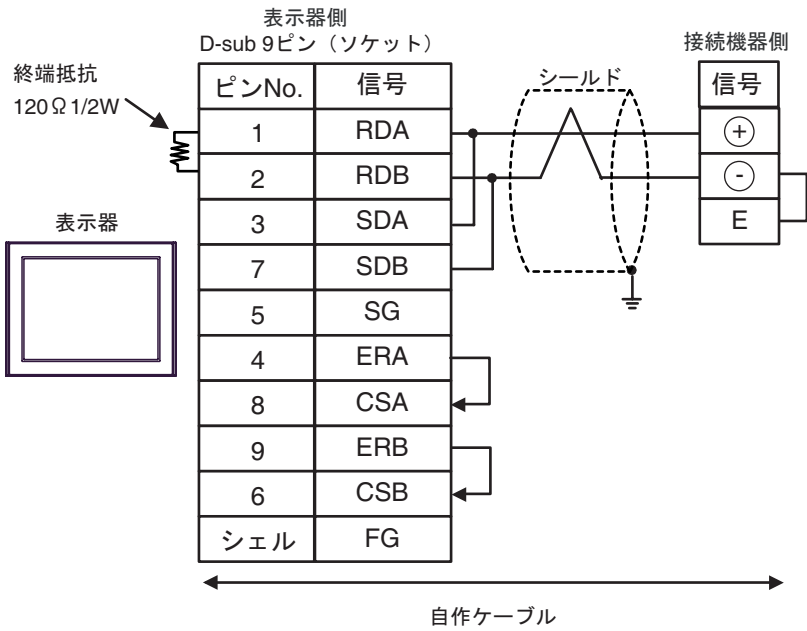 表示器側
D-sub 9ピン（ソケット）
接続機器側
終端抵抗
120Ω 1/2W
シールド
ピンNo. 信号
信号
1 RDA
+
2 RDB
-
3 SDA
E
表示器
7 SDB
5 SG
4 ERA
8 CSA
9 ERB
6 CSB
シェル FG
自作ケーブル